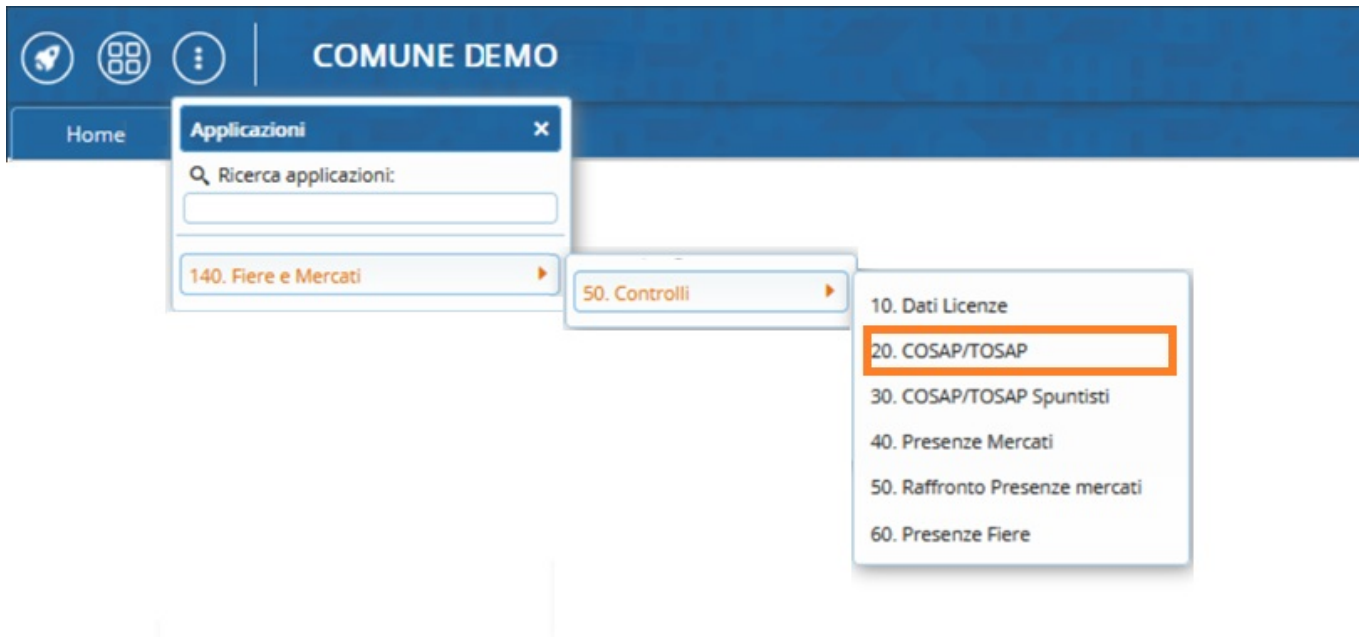 COMUNE DEMO
Home
Applicazioni
Ricerca applicazioni:
140. Fiere e Mercati
50. Controlli
10. Dati Licenze
20. COSAP/TOSAP
30. COSAP/TOSAP Spuntisti
40. Presenze Mercati
50. Raffronto Presenze mercati
60. Presenze Fiere